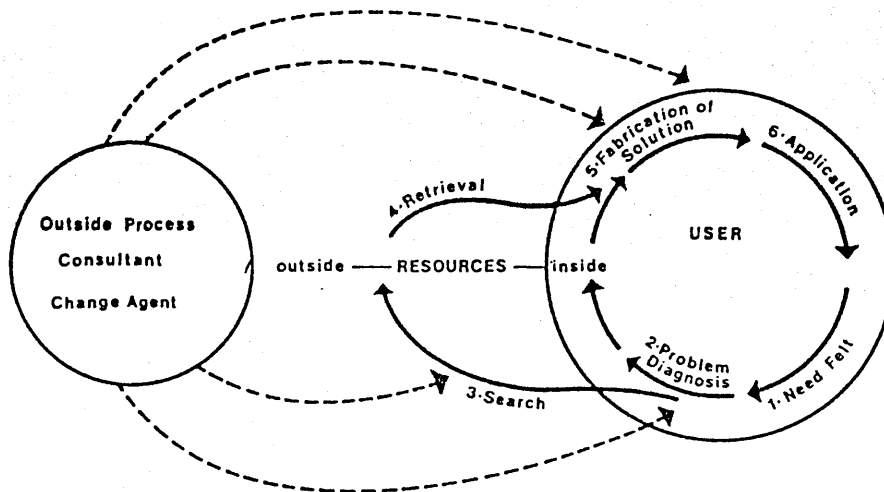 Outside Process
Consultant
Change Agent
outside — RESOURCES — inside
USER
1·Need Felt
2·Problem
Diagnosis
3·Search
4·Retrieval
5·Fabrication of
Solution
6·Application